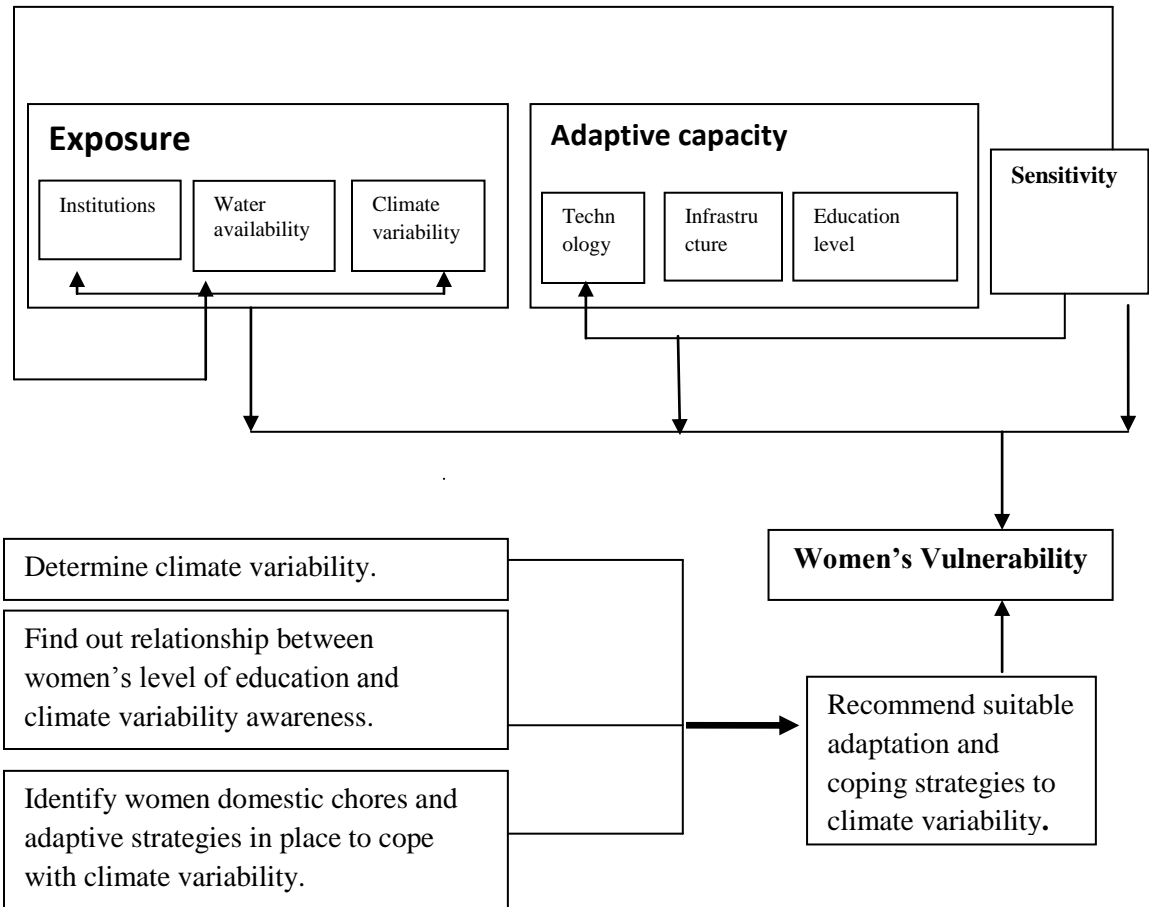 Exposure
Institutions
Water
availability
Climate
variability
Adaptive capacity
Techn
ology
Infrastru
cture
Education
level
Sensitivity
Women’s Vulnerability
Determine climate variability.
Find out relationship between
women’s level of education and
climate variability awareness.
Identify women domestic chores and
adaptive strategies in place to cope
with climate variability.
Recommend suitable
adaptation and
coping strategies to
climate variability.